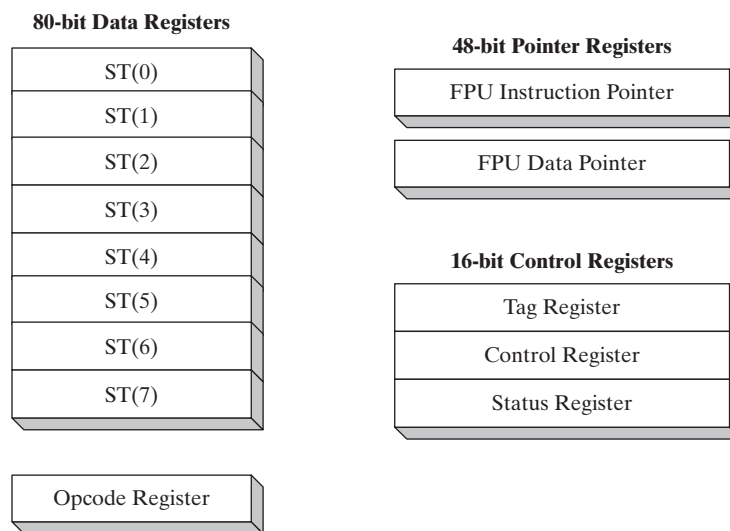 80-bit Data Registers
ST(0)
ST(1)
ST(2)
ST(3)
ST(4)
ST(5)
ST(6)
ST(7)
Opcode Register
48-bit Pointer Registers
FPU Instruction Pointer
FPU Data Pointer
16-bit Control Registers
Tag Register
Control Register
Status Register